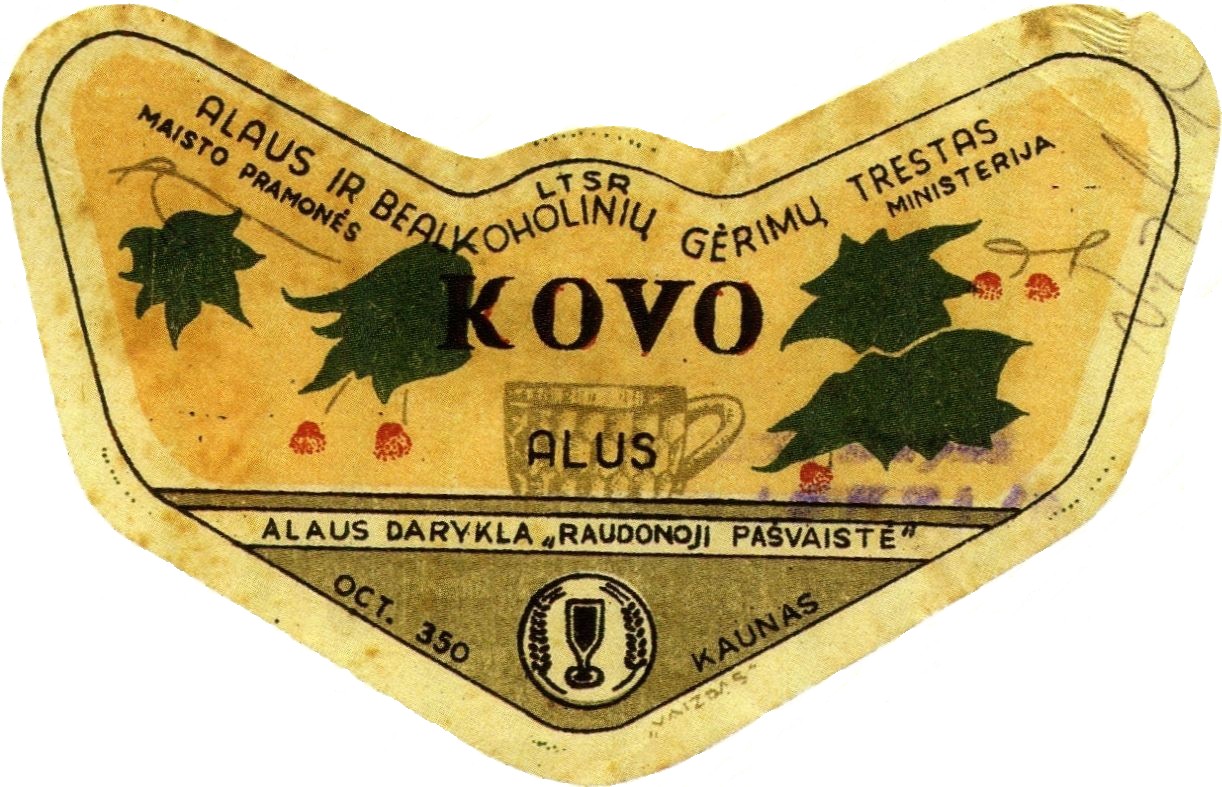 LTSR
ALAUS IR BEALKOHOLINIŲ GĖRIMŲ TRESTAS
MAISTO PRAMONĖS MINISTERIJA
KOVO
ALUS
ALAUS DARYKLA „RAUDONOJI PAŠVAISTĖ"
OCT. 350
KAUNAS
„VAIZDAS"